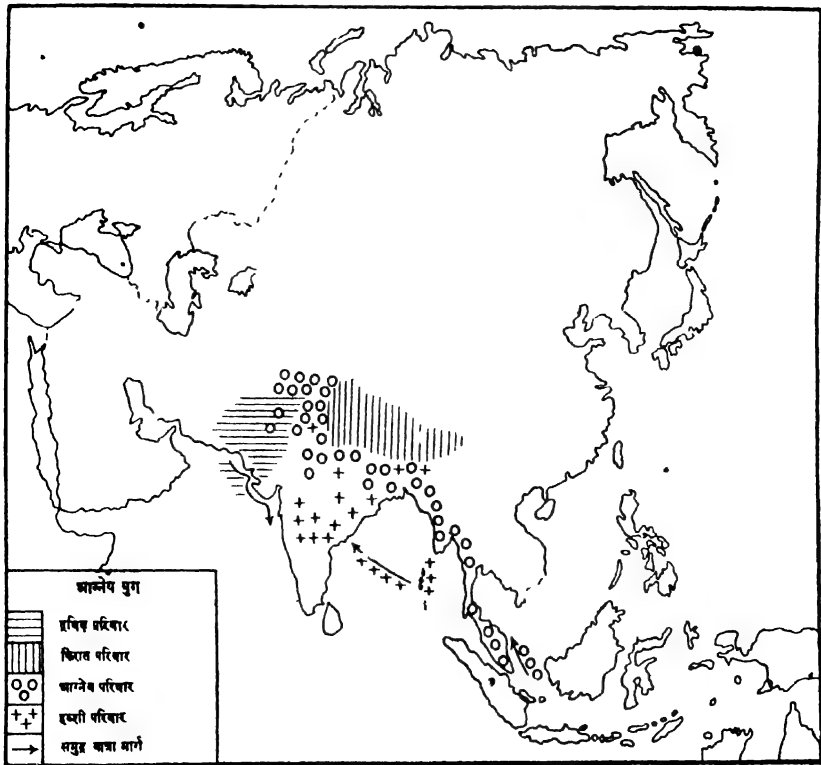 आग्नेय युग
द्रविड़ परिवार
किरात परिवार
आग्नेय परिवार
हब्शी परिवार
समुद्र यात्रा मार्ग